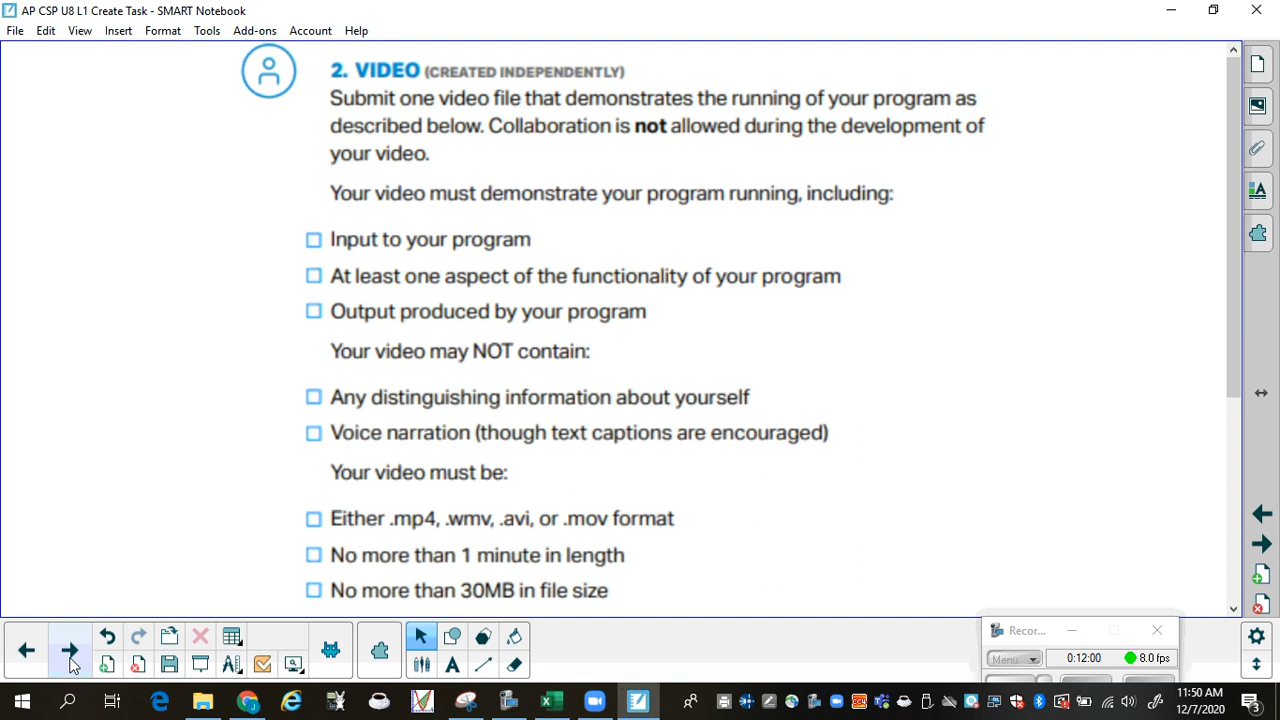 AP CSP U8 L1 Create Task - SMART Notebook
File Edit View Insert Format Tools Add-ons Account Help
2. VIDEO (CREATED INDEPENDENTLY)
Submit one video file that demonstrates the running of your program as
described below. Collaboration is not allowed during the development of
your video.
Your video must demonstrate your program running, including:
Input to your program
At least one aspect of the functionality of your program
Output produced by your program
Your video may NOT contain:
Any distinguishing information about yourself
Voice narration (though text captions are encouraged)
Your video must be:
Either .mp4, .wmv, .avi, or .mov format
No more than 1 minute in length
No more than 30MB in file size
Recor...
Menu 0:12:00 8.0 fps
11:50 AM
12/7/2020
3